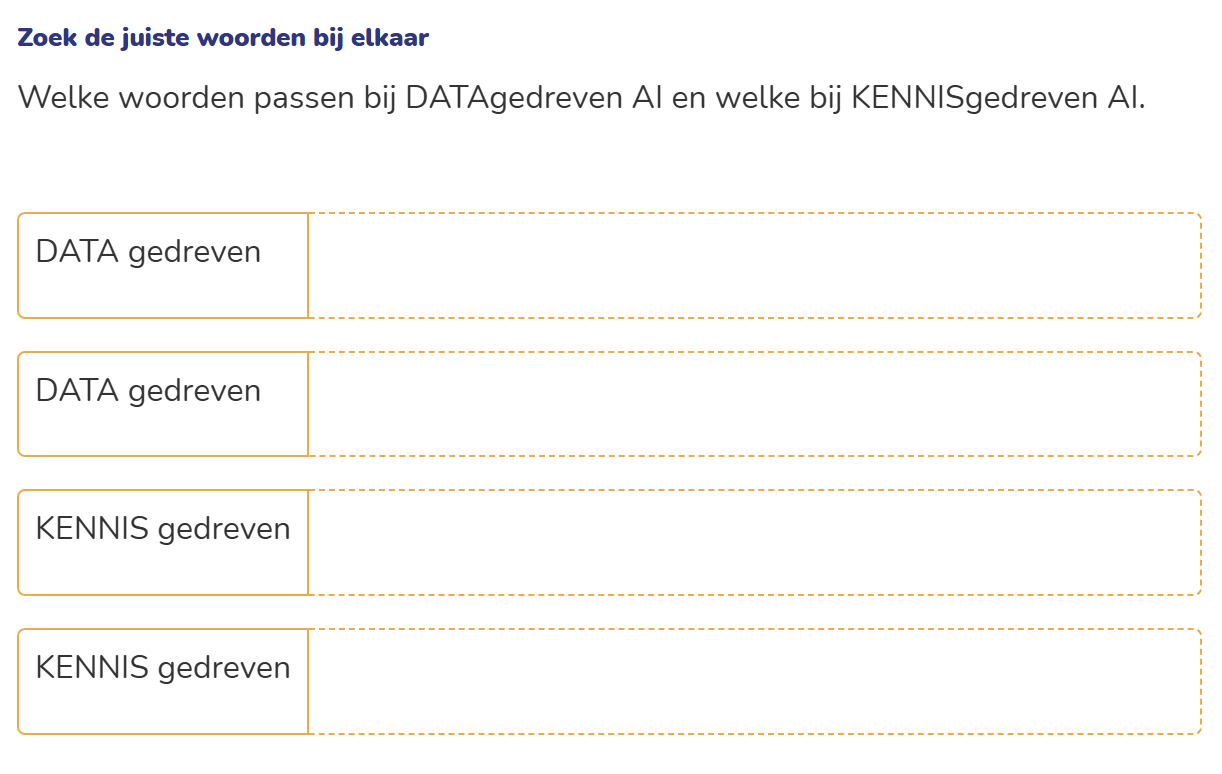 Zoek de juiste woorden bij elkaar
Welke woorden passen bij DATAgedreven AI en welke bij KENNISgedreven AI.
DATA gedreven
DATA gedreven
KENNIS gedreven
KENNIS gedreven